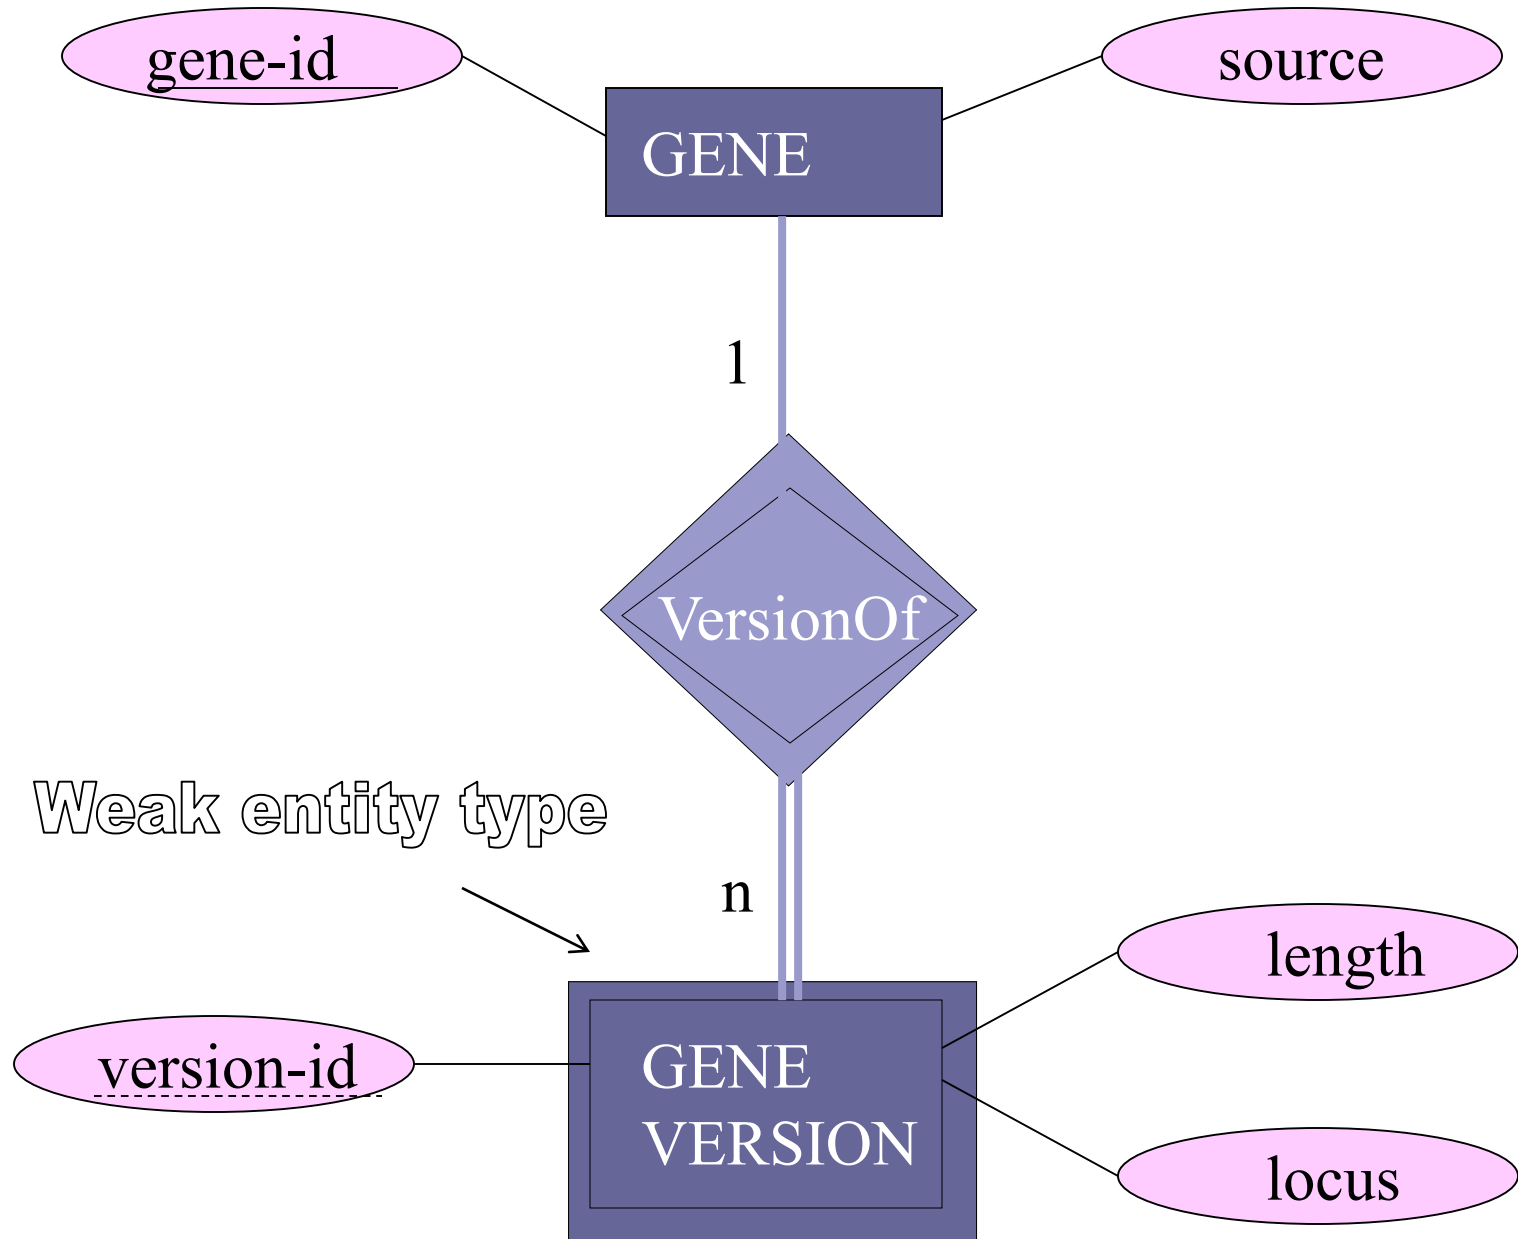 gene-id
source
GENE
1
VersionOf
Weak entity type
n
length
version-id
GENE
VERSION
locus